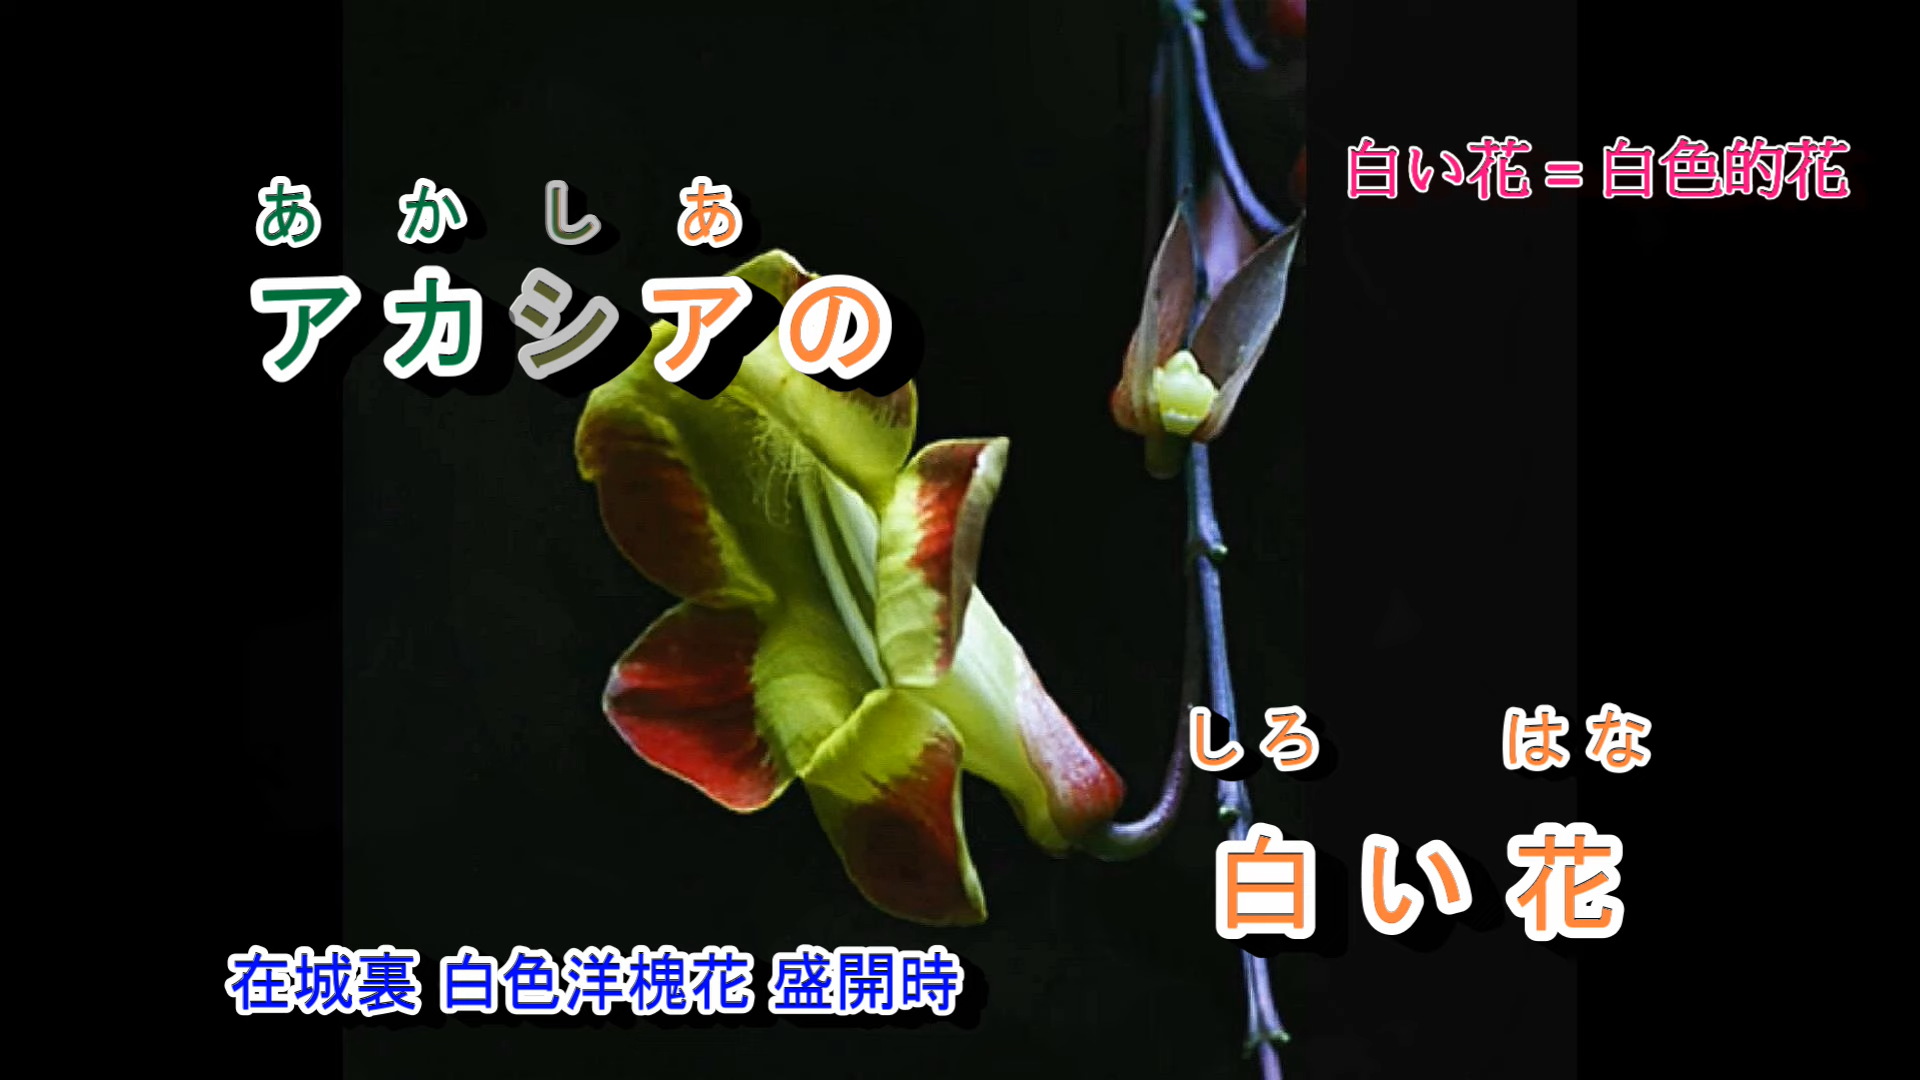 白い花 = 白色的花
あかしあ
アカシアの
しろ はな
白い花
在城裏 白色洋槐花 盛開時